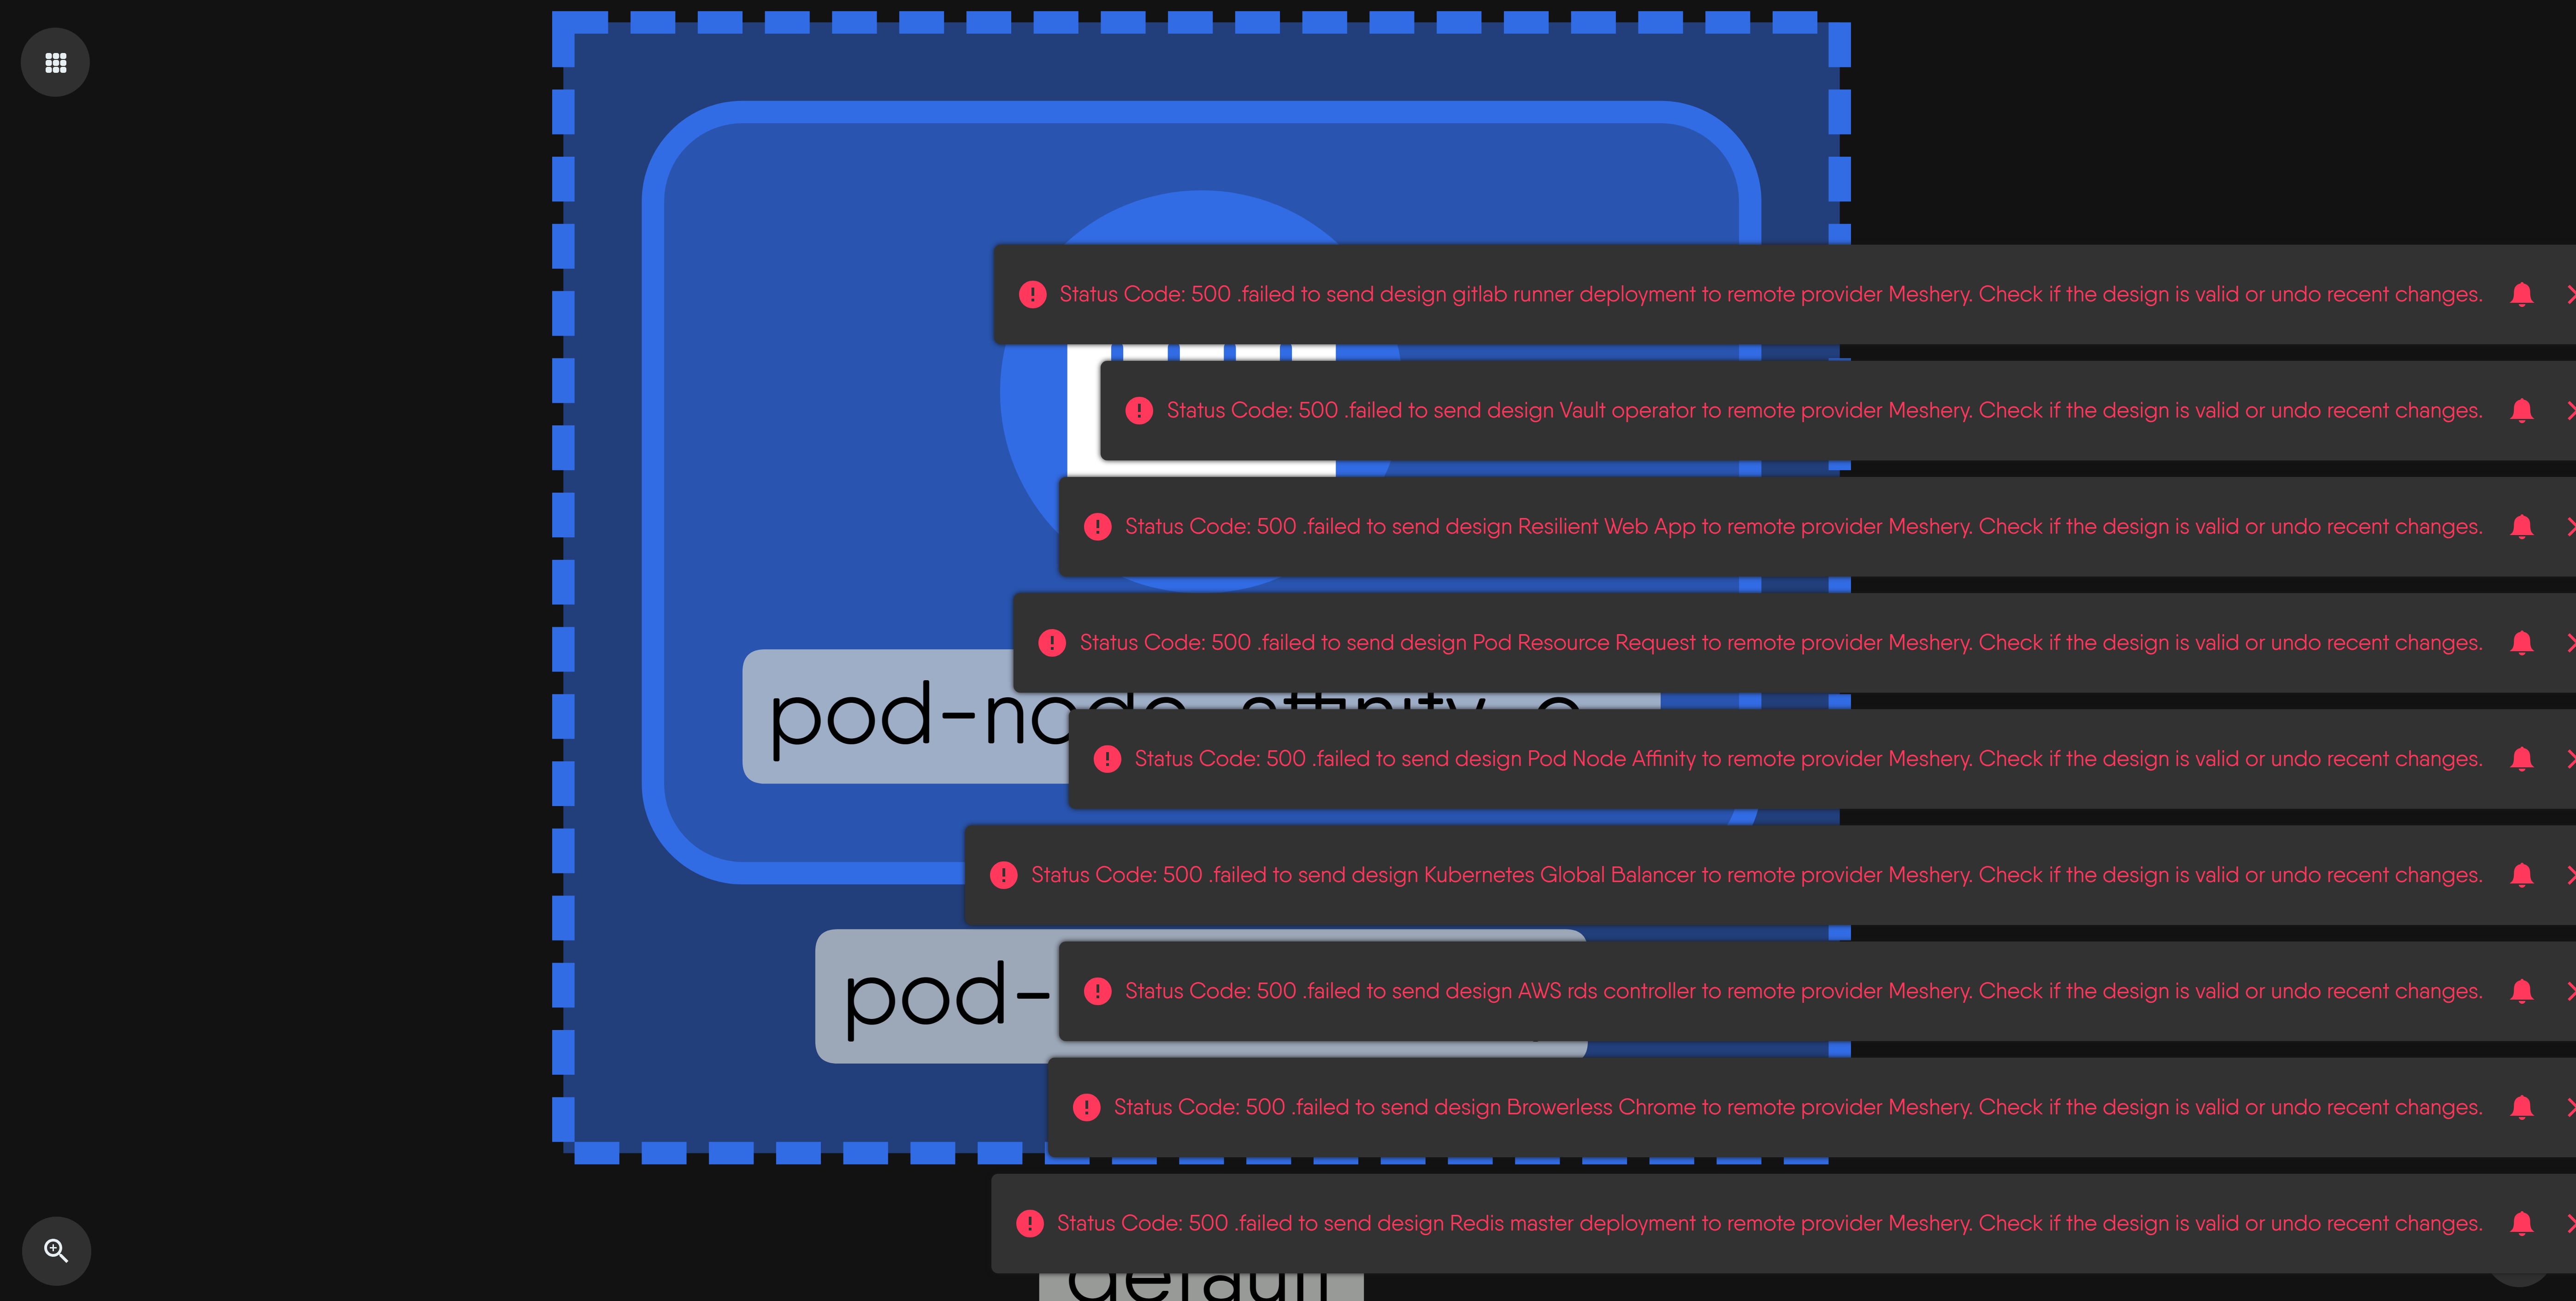 Status Code: 500 .failed to send design gitlab runner deployment to remote provider Meshery. Check if the design is valid or undo recent changes.
Status Code: 500 .failed to send design Vault operator to remote provider Meshery. Check if the design is valid or undo recent changes.
Status Code: 500 .failed to send design Resilient Web App to remote provider Meshery. Check if the design is valid or undo recent changes.
Status Code: 500 .failed to send design Pod Resource Request to remote provider Meshery. Check if the design is valid or undo recent changes.
pod-node-affinity-
Status Code: 500 .failed to send design Pod Node Affinity to remote provider Meshery. Check if the design is valid or undo recent changes.
Status Code: 500 .failed to send design Kubernetes Global Balancer to remote provider Meshery. Check if the design is valid or undo recent changes.
pod-
Status Code: 500 .failed to send design AWS rds controller to remote provider Meshery. Check if the design is valid or undo recent changes.
Status Code: 500 .failed to send design Browerless Chrome to remote provider Meshery. Check if the design is valid or undo recent changes.
Status Code: 500 .failed to send design Redis master deployment to remote provider Meshery. Check if the design is valid or undo recent changes.
default